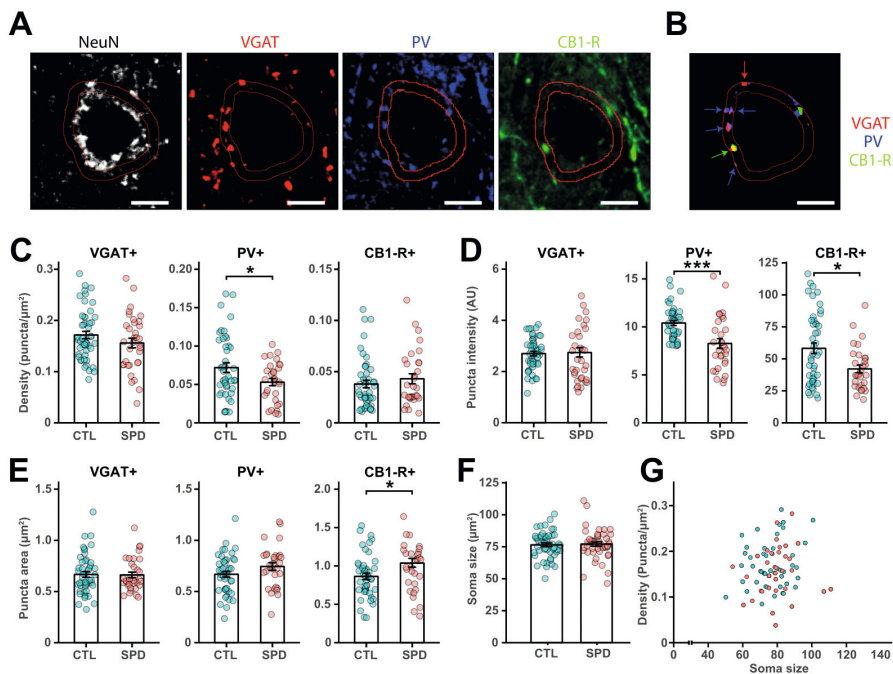 A
NeuN
VGAT
PV
CB1-R
B
VGAT
PV
CB1-R
C
VGAT+
PV+
CB1-R+
Density (puncta/µm²)
0.3
0.2
0.1
0
CTL
SPD
0.20
0.15
0.10
0.05
0
*
CTL
SPD
0.15
0.10
0.05
0
CTL
SPD
D
VGAT+
PV+
CB1-R+
Puncta intensity (AU)
6
4
2
0
CTL
SPD
15
10
5
0
***
CTL
SPD
125
100
75
50
25
0
*
CTL
SPD
E
VGAT+
PV+
CB1-R+
Puncta area (µm²)
1.5
1.0
0.5
0
CTL
SPD
1.5
1.0
0.5
0
CTL
SPD
2.0
1.5
1.0
0.5
0
*
CTL
SPD
F
Soma size (µm²)
125
100
75
50
25
0
CTL
SPD
G
Density (Puncta/µm²)
0.3
0.2
0.1
0
0 40 60 80 100 120 140
Soma size